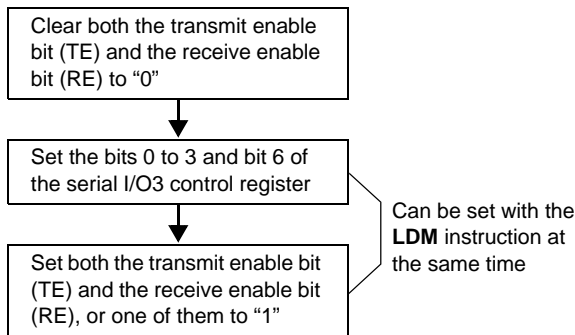 Clear both the transmit enable
bit (TE) and the receive enable
bit (RE) to “0”
Set the bits 0 to 3 and bit 6 of
the serial I/O3 control register
Can be set with the
LDM instruction at
the same time
Set both the transmit enable bit
(TE) and the receive enable bit
(RE), or one of them to “1”